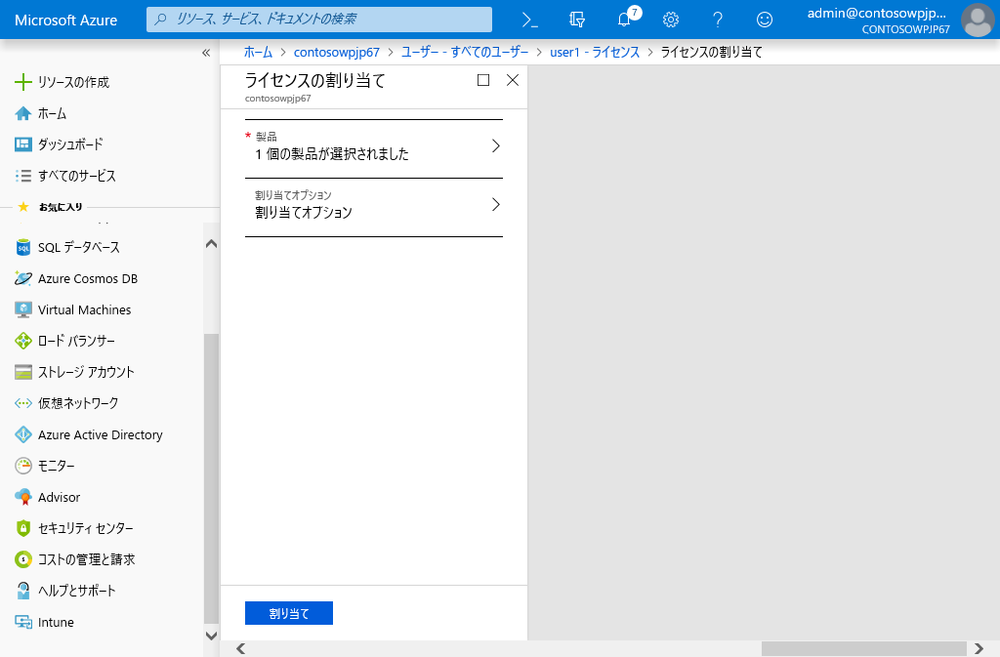 Microsoft Azure
リソース、サービス、ドキュメントの検索
7
admin@contosowpjp...
CONTOSOWPJP67
«
ホーム > contosowpjp67 > ユーザー - すべてのユーザー > user1 - ライセンス > ライセンスの割り当て
リソースの作成
ホーム
ダッシュボード
すべてのサービス
お気に入り
SQL データベース
Azure Cosmos DB
Virtual Machines
ロード バランサー
ストレージ アカウント
仮想ネットワーク
Azure Active Directory
モニター
Advisor
セキュリティ センター
コストの管理と請求
ヘルプとサポート
Intune
ライセンスの割り当て
contosowpjp67
* 製品
1 個の製品が選択されました
割り当てオプション
割り当てオプション
割り当て